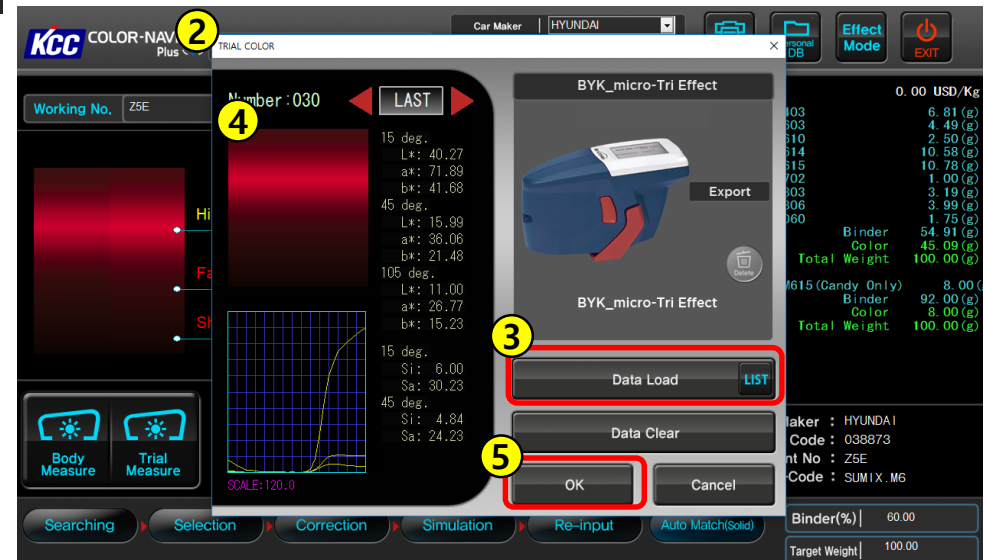 KCC COLOR-NAVI
Plus
2
Car Maker HYUNDAI
DB
Effect
Mode
EXIT
TRIAL COLOR
Working No. Z5E
Number:030
LAST
4
15 deg.
L*: 40.27
a*: 71.89
b*: 41.68
45 deg.
L*: 15.99
a*: 36.06
b*: 21.48
105 deg.
L*: 11.00
a*: 26.77
b*: 15.23
15 deg.
Si: 6.00
Sa: 30.23
45 deg.
Si: 4.84
Sa: 24.23
SCALE:120.0
BYK_micro-Tri Effect
Export
Delete
BYK_micro-Tri Effect
3
Data Load LIST
Data Clear
5
OK
Cancel
0.00 USD/Kg
03 6.81(g)
603 4.49(g)
510 2.50(g)
614 10.58(g)
615 10.78(g)
702 1.00(g)
803 3.19(g)
806 3.99(g)
060 1.75(g)
Binder 54.91(g)
Color 45.09(g)
Total Weight 100.00(g)
M615(Candy Only) 8.00(
Binder 92.00(g)
Color 8.00(g)
Total Weight 100.00(g)
Hi
Fa
Sh
Body
Measure
Trial
Measure
Maker : HYUNDAI
Code : 038873
nt No : Z5E
-Code : SUMIX.M6
Searching
Selection
Correction
Simulation
Re-input
Auto Match(Solid)
Binder(%) 60.00
Target Weight 100.00